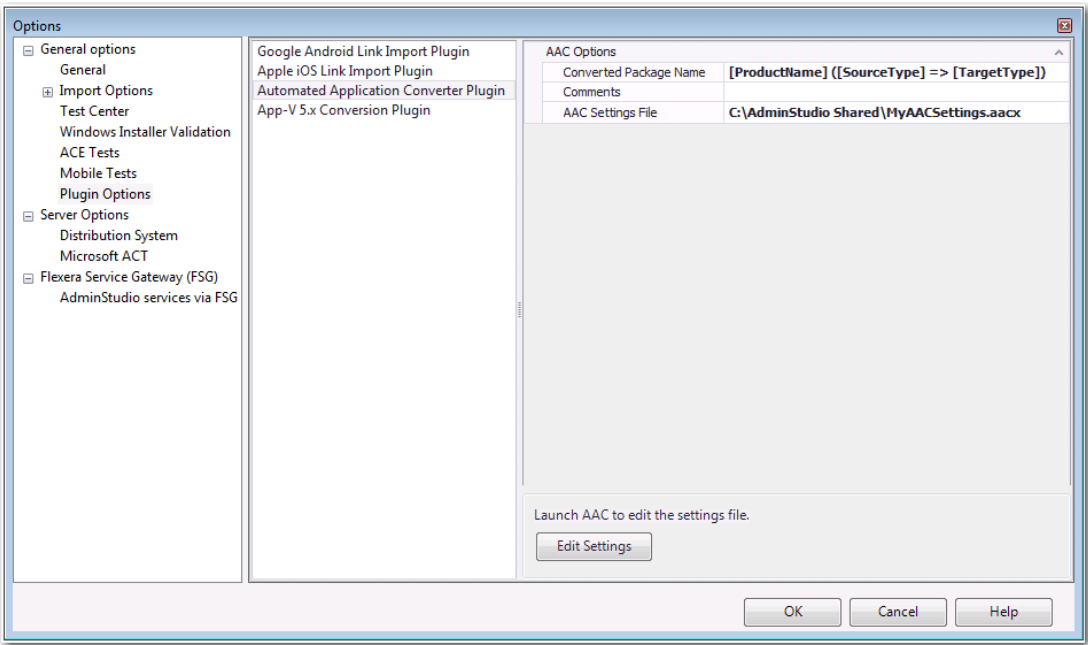 Options
General options
General
Import Options
Test Center
Windows Installer Validation
ACE Tests
Mobile Tests
Plugin Options
Server Options
Distribution System
Microsoft ACT
Flexera Service Gateway (FSG)
AdminStudio services via FSG
Google Android Link Import Plugin
Apple iOS Link Import Plugin
Automated Application Converter Plugin
App-V 5.x Conversion Plugin
AAC Options
Converted Package Name [ProductName] ([SourceType] => [TargetType])
Comments
AAC Settings File C:\AdminStudio Shared\MyAACSettings.aacx
Launch AAC to edit the settings file.
Edit Settings
OK Cancel Help